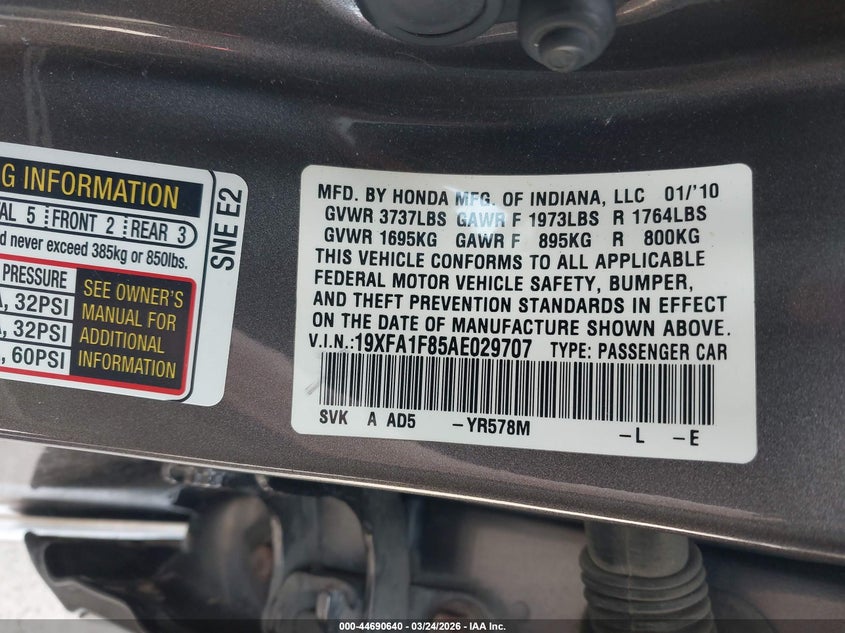 G INFORMATION
TAL 5 FRONT 2 REAR 3
d never exceed 385kg or 850lbs.
PRESSURE
A, 32PSI
A, 32PSI
, 60PSI
SEE OWNER'S
MANUAL FOR
ADDITIONAL
INFORMATION
SNE E2
MFD. BY HONDA MFG. OF INDIANA, LLC 01/'10
GVWR 3737LBS GAWR F 1973LBS R 1764LBS
GVWR 1695KG GAWR F 895KG R 800KG
THIS VEHICLE CONFORMS TO ALL APPLICABLE
FEDERAL MOTOR VEHICLE SAFETY, BUMPER,
AND THEFT PREVENTION STANDARDS IN EFFECT
ON THE DATE OF MANUFACTURE SHOWN ABOVE.
V.I.N.:19XFA1F85AE029707 TYPE: PASSENGER CAR
SVK A AD5 -YR578M -L -E
000-44690640 - 03/24/2026 - IAA Inc.